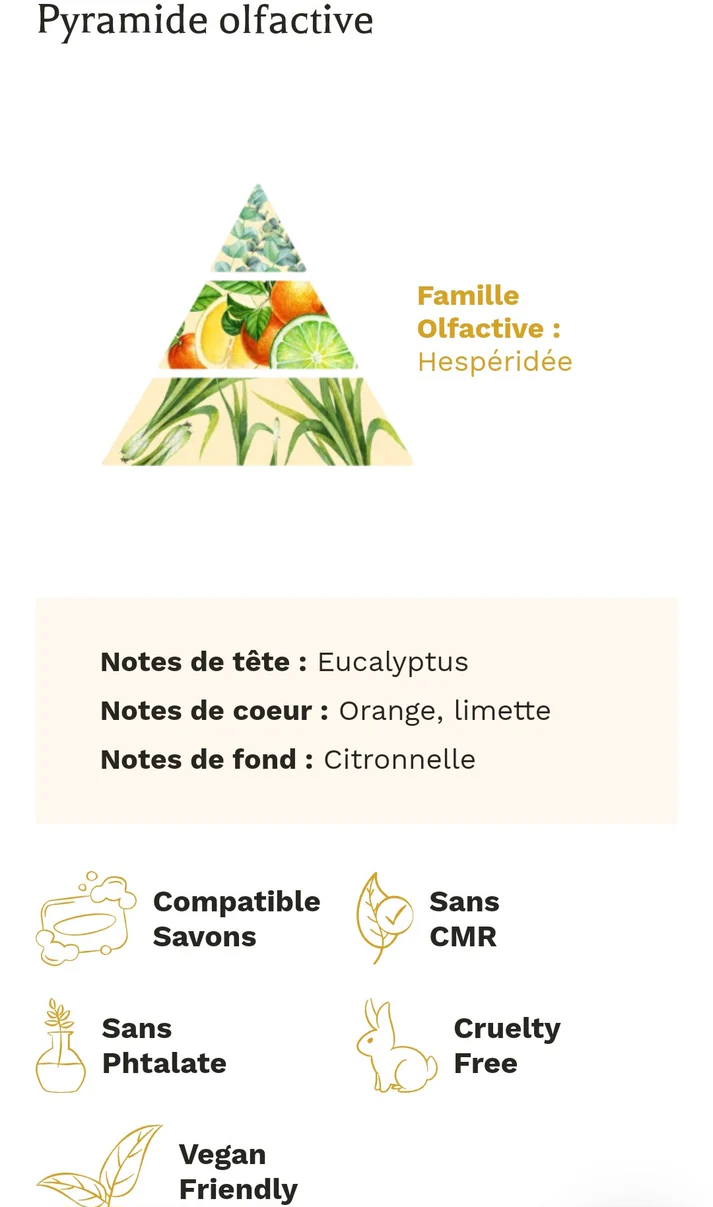 Pyramide olfactive
Famille
Olfactive :
Hespéridée
Notes de tête : Eucalyptus
Notes de coeur : Orange, limette
Notes de fond : Citronnelle
Compatible
Savons
Sans
CMR
Sans
Phtalate
Cruelty
Free
Vegan
Friendly